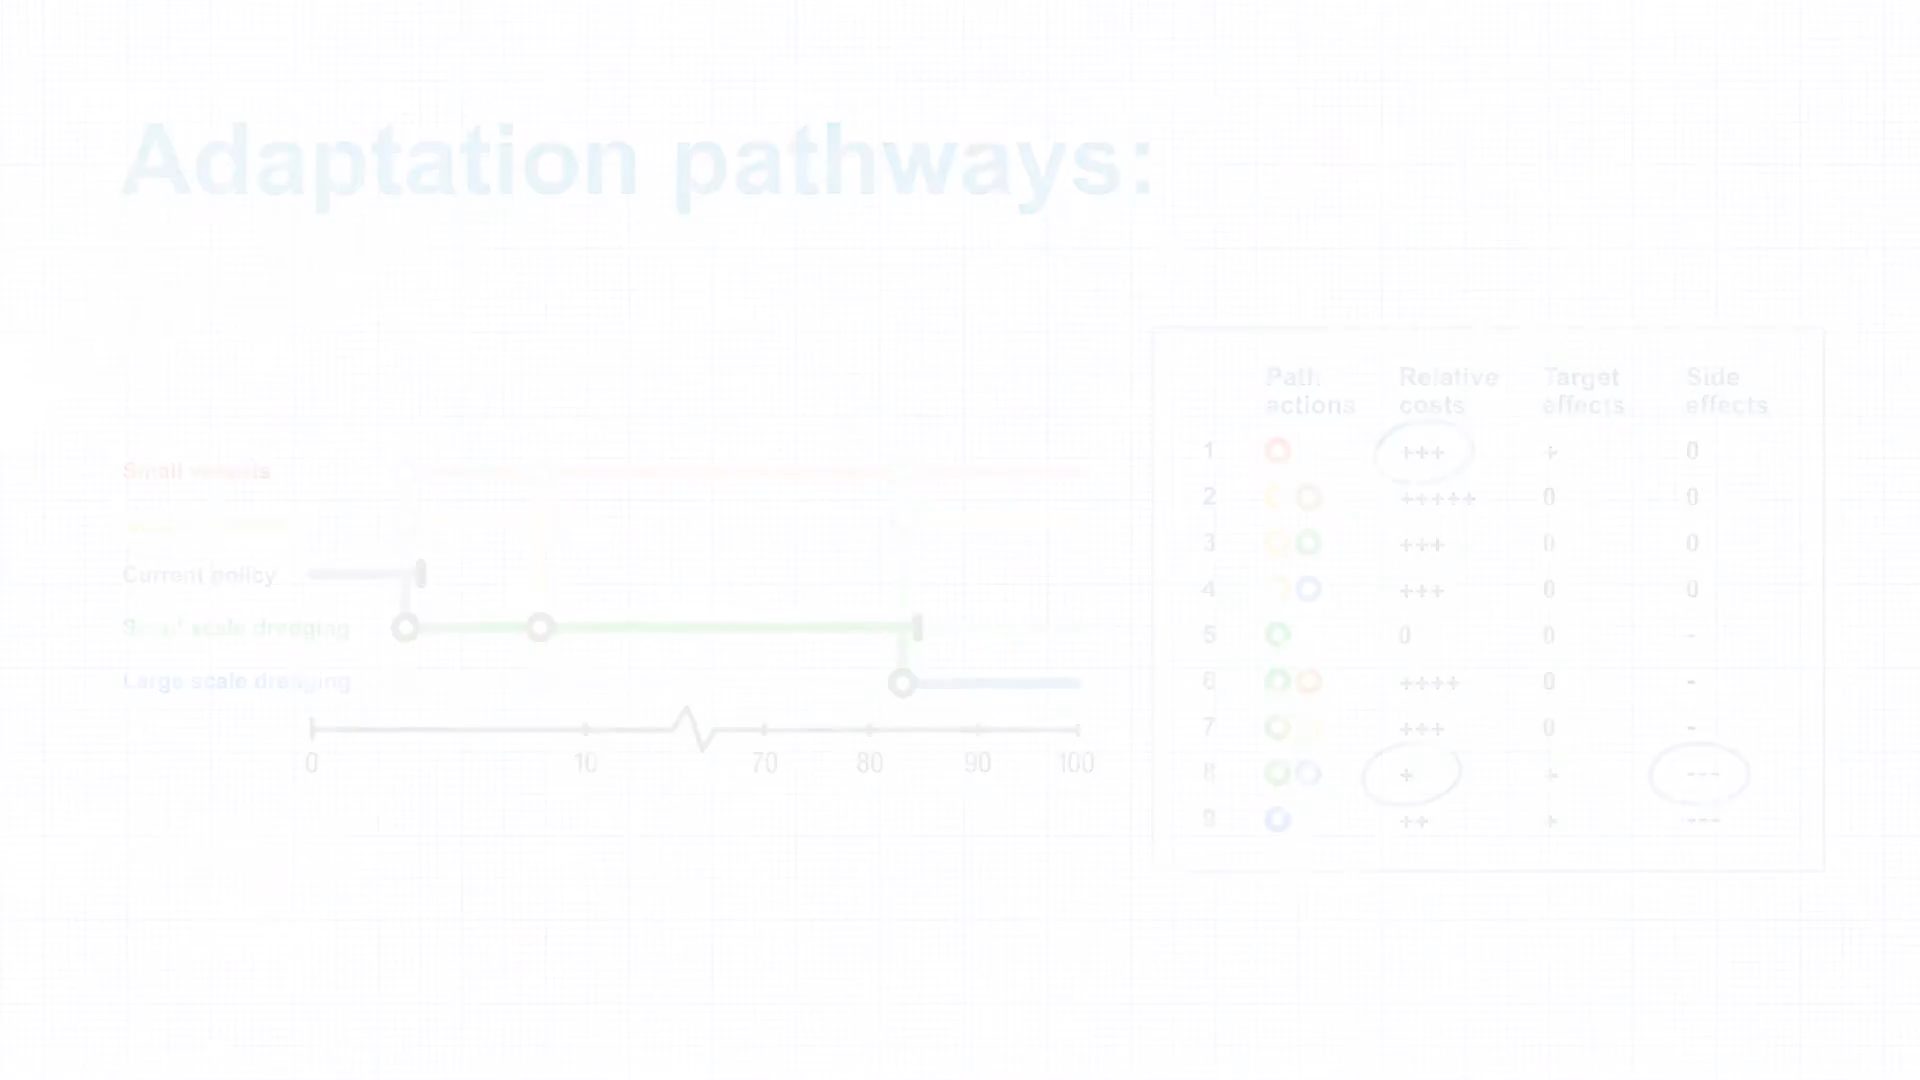 Adaptation pathways:
Small vessels
Current policy
Small scale dredging
Large scale dredging
0 10 70 80 90 100
Path actions Relative costs Target effects Side effects
1 +++ + 0
2 +++++ 0 0
3 +++ 0 0
4 +++ 0 0
5 0 0 -
6 ++++ 0 -
7 +++ 0 -
8 + + ---
9 ++ + ---